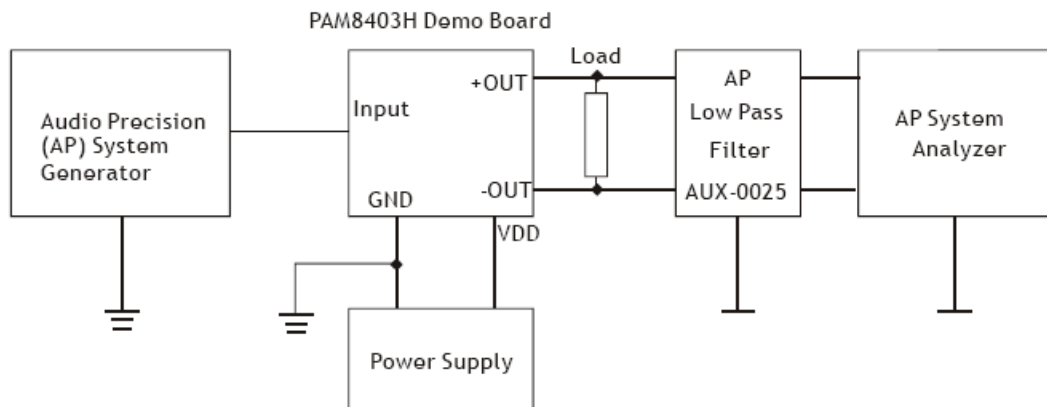 PAM8403H Demo Board
Audio Precision
(AP) System
Generator
Input
+OUT
-OUT
GND
VDD
Load
AP
Low Pass
Filter
AUX-0025
AP System
Analyzer
Power Supply